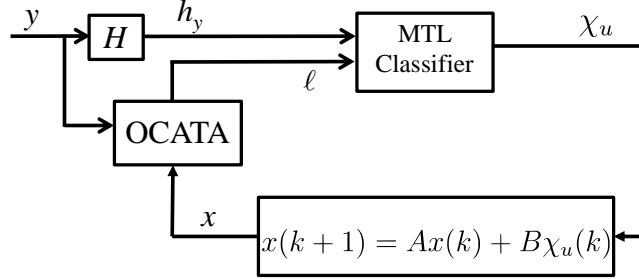 y
H
h_y
MTL
Classifier
χ_u
ℓ
OCATA
x
x(k + 1) = Ax(k) + Bχ_u(k)